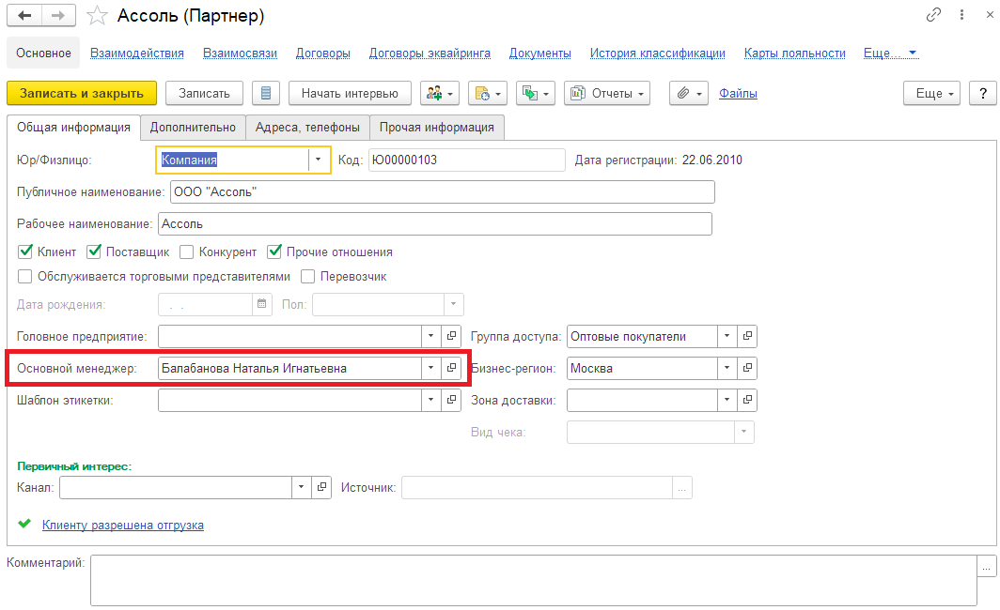 Ассоль (Партнер)
Основное Взаимодействия Взаимосвязи Договоры Договоры эквайринга Документы История классификации Карты лояльности Еще...
Записать и закрыть Записать Начать интервью Отчеты Файлы Еще ?
Общая информация Дополнительно Адреса, телефоны Прочая информация
Юр/Физлицо: Компания Код: Ю00000103 Дата регистрации: 22.06.2010
Публичное наименование: ООО "Ассоль"
Рабочее наименование: Ассоль
Клиент Поставщик Конкурент Прочие отношения
Обслуживается торговыми представителями Перевозчик
Дата рождения: . . Пол:
Головное предприятие: Группа доступа: Оптовые покупатели
Основной менеджер: Балабанова Наталья Игнатьевна Бизнес-регион: Москва
Шаблон этикетки: Зона доставки:
Вид чека:
Первичный интерес:
Канал: Источник: ...
Клиенту разрешена отгрузка
Комментарий: ...